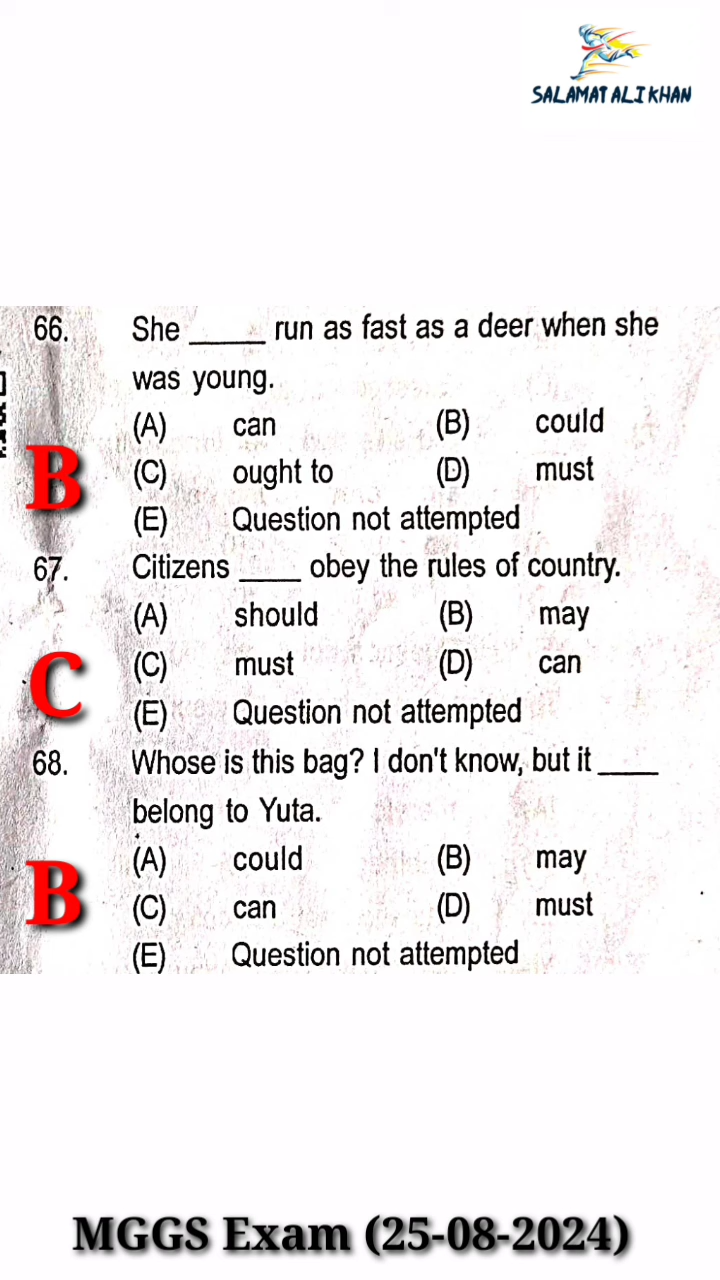 SALAMAT ALI KHAN
66. She _____ run as fast as a deer when she
was young.
(A) can (B) could
B
(C) ought to (D) must
(E) Question not attempted
67. Citizens ____ obey the rules of country.
(A) should (B) may
C
(C) must (D) can
(E) Question not attempted
68. Whose is this bag? I don't know, but it ____
belong to Yuta.
(A) could (B) may
B
(C) can (D) must
(E) Question not attempted
MGGS Exam (25-08-2024)